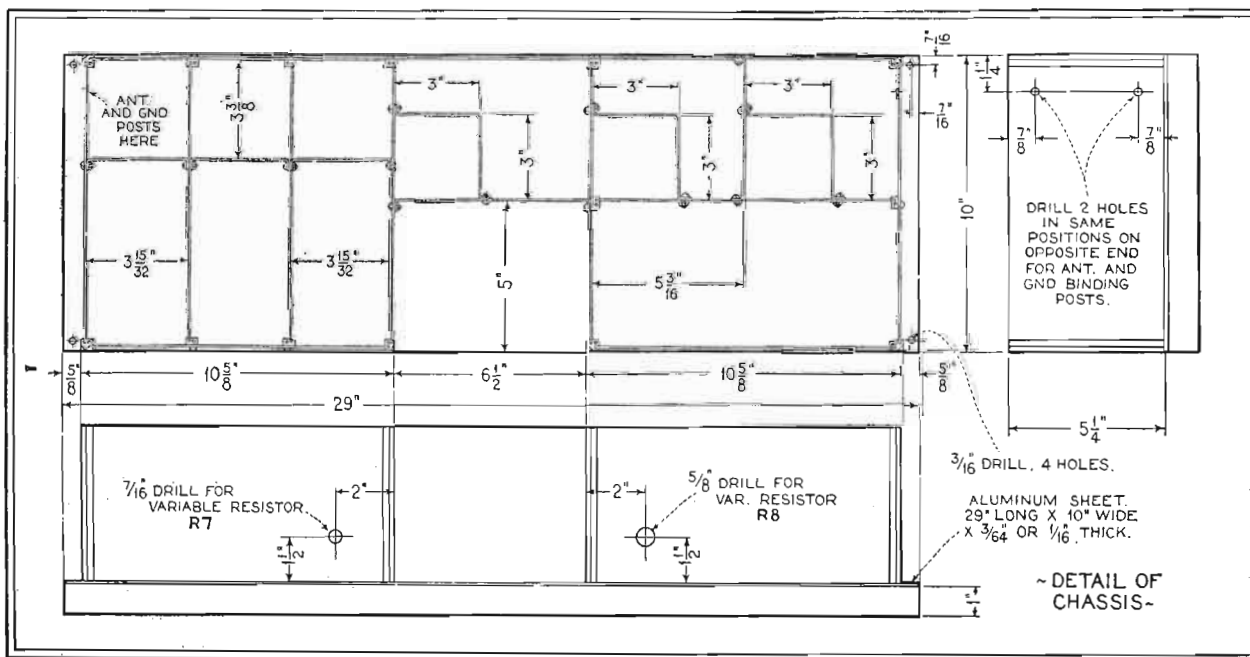 ANT.
AND GND
POSTS
HERE
3 3/8"
3"
3"
3"
3"
3"
3"
7/16"
7/16"
1 1/4"
7/8"
7/8"
10"
DRILL 2 HOLES
IN SAME
POSITIONS ON
OPPOSITE END
FOR ANT. AND
GND BINDING
POSTS.
3 15/32"
3 15/32"
5"
5 3/16"
5/8"
10 5/8"
6 1/2"
10 5/8"
5/8"
29"
5 1/4"
3/16" DRILL, 4 HOLES.
7/16" DRILL FOR
VARIABLE RESISTOR
R7
2"
1 1/2"
2"
5/8" DRILL FOR
VAR. RESISTOR
R8
1 1/2"
ALUMINUM SHEET.
29" LONG X 10" WIDE
X 3/64" OR 1/16" THICK.
1"
~DETAIL OF
CHASSIS~